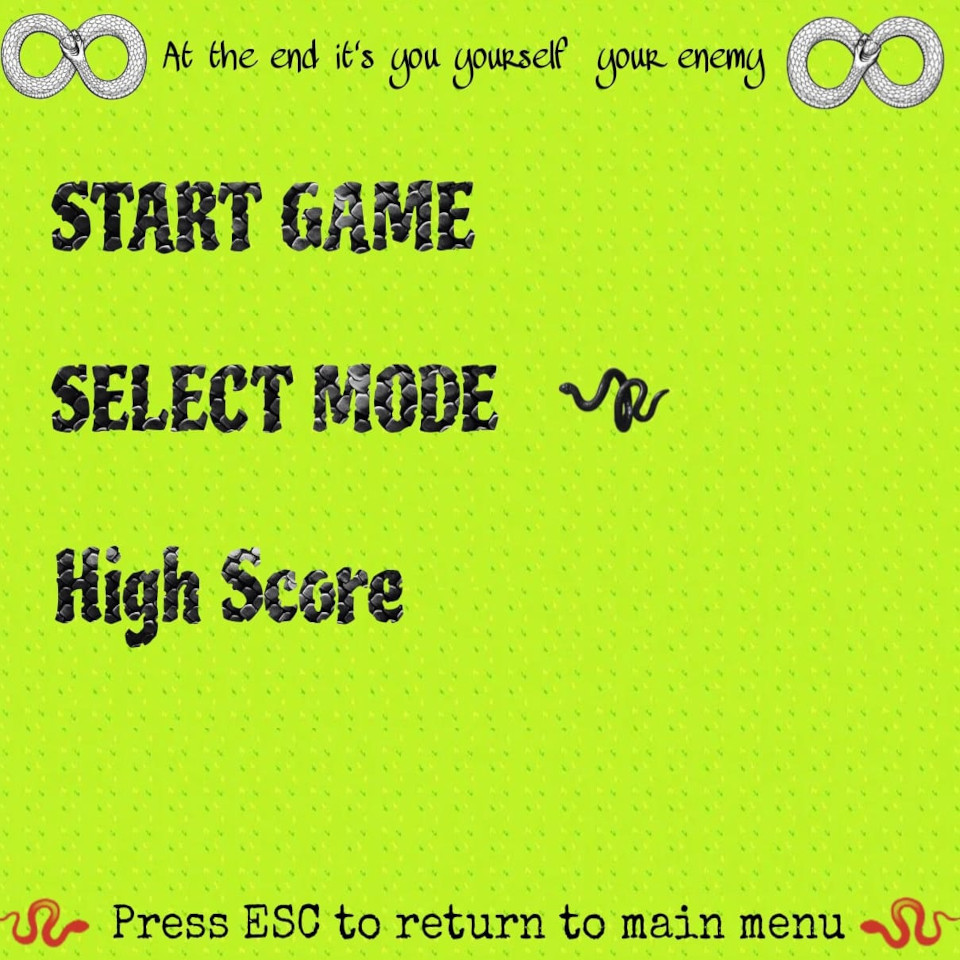 At the end it's you yourself your enemy
START GAME
SELECT MODE
High Score
Press ESC to return to main menu